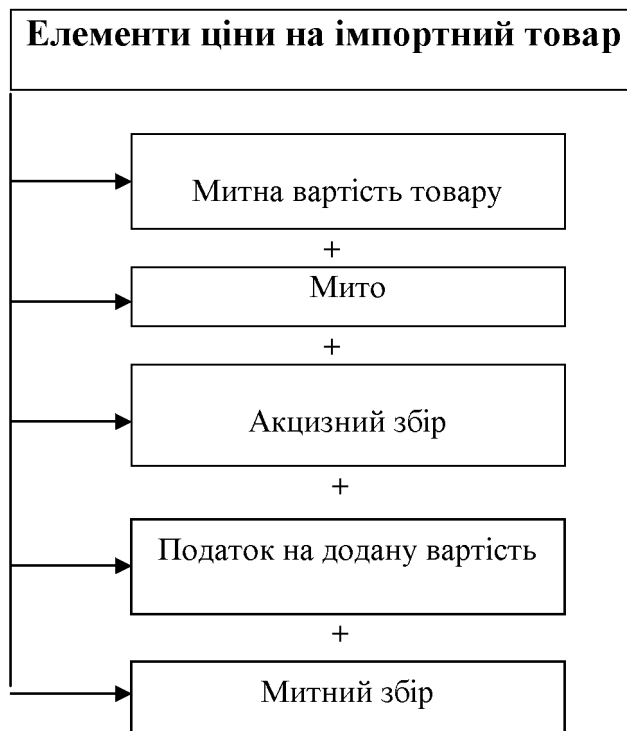 Елементи ціни на імпортний товар
Митна вартість товару
+
Мито
+
Акцизний збір
+
Податок на додану вартість
+
Митний збір